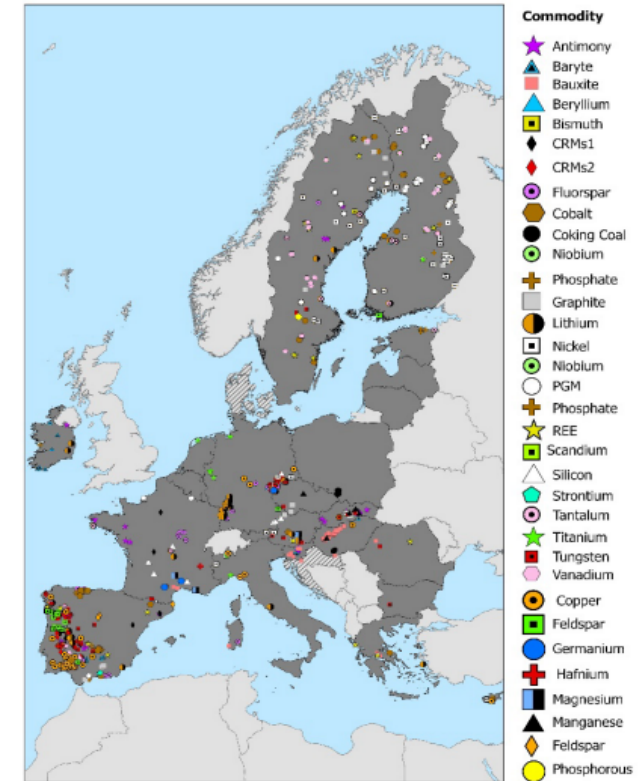 Commodity
Antimony
Baryte
Bauxite
Beryllium
Bismuth
CRMs1
CRMs2
Fluorspar
Cobalt
Coking Coal
Niobium
Phosphate
Graphite
Lithium
Nickel
Niobium
PGM
Phosphate
REE
Scandium
Silicon
Strontium
Tantalum
Titanium
Tungsten
Vanadium
Copper
Feldspar
Germanium
Hafnium
Magnesium
Manganese
Feldspar
Phosphorous